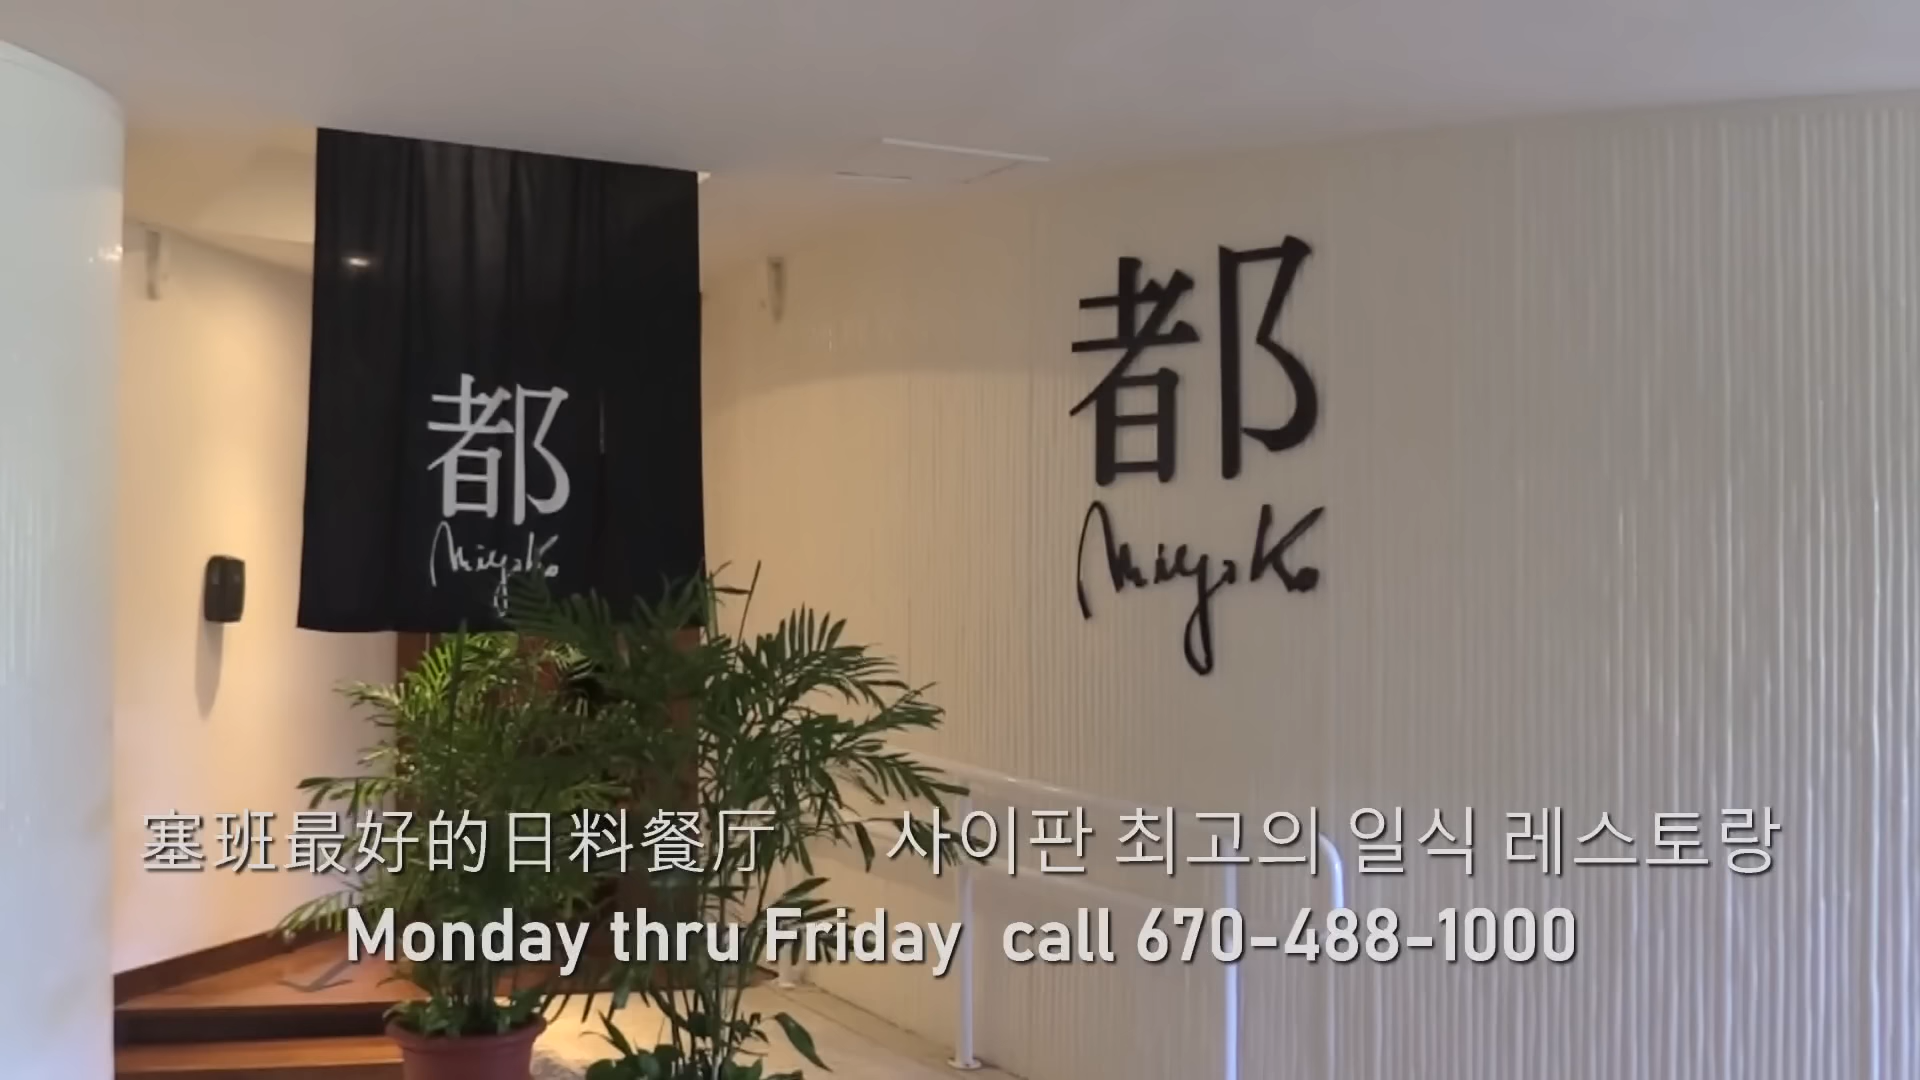 都
Miyako
都
Miyako
塞班最好的日料餐厅 사이판 최고의 일식 레스토랑
Monday thru Friday call 670-488-1000